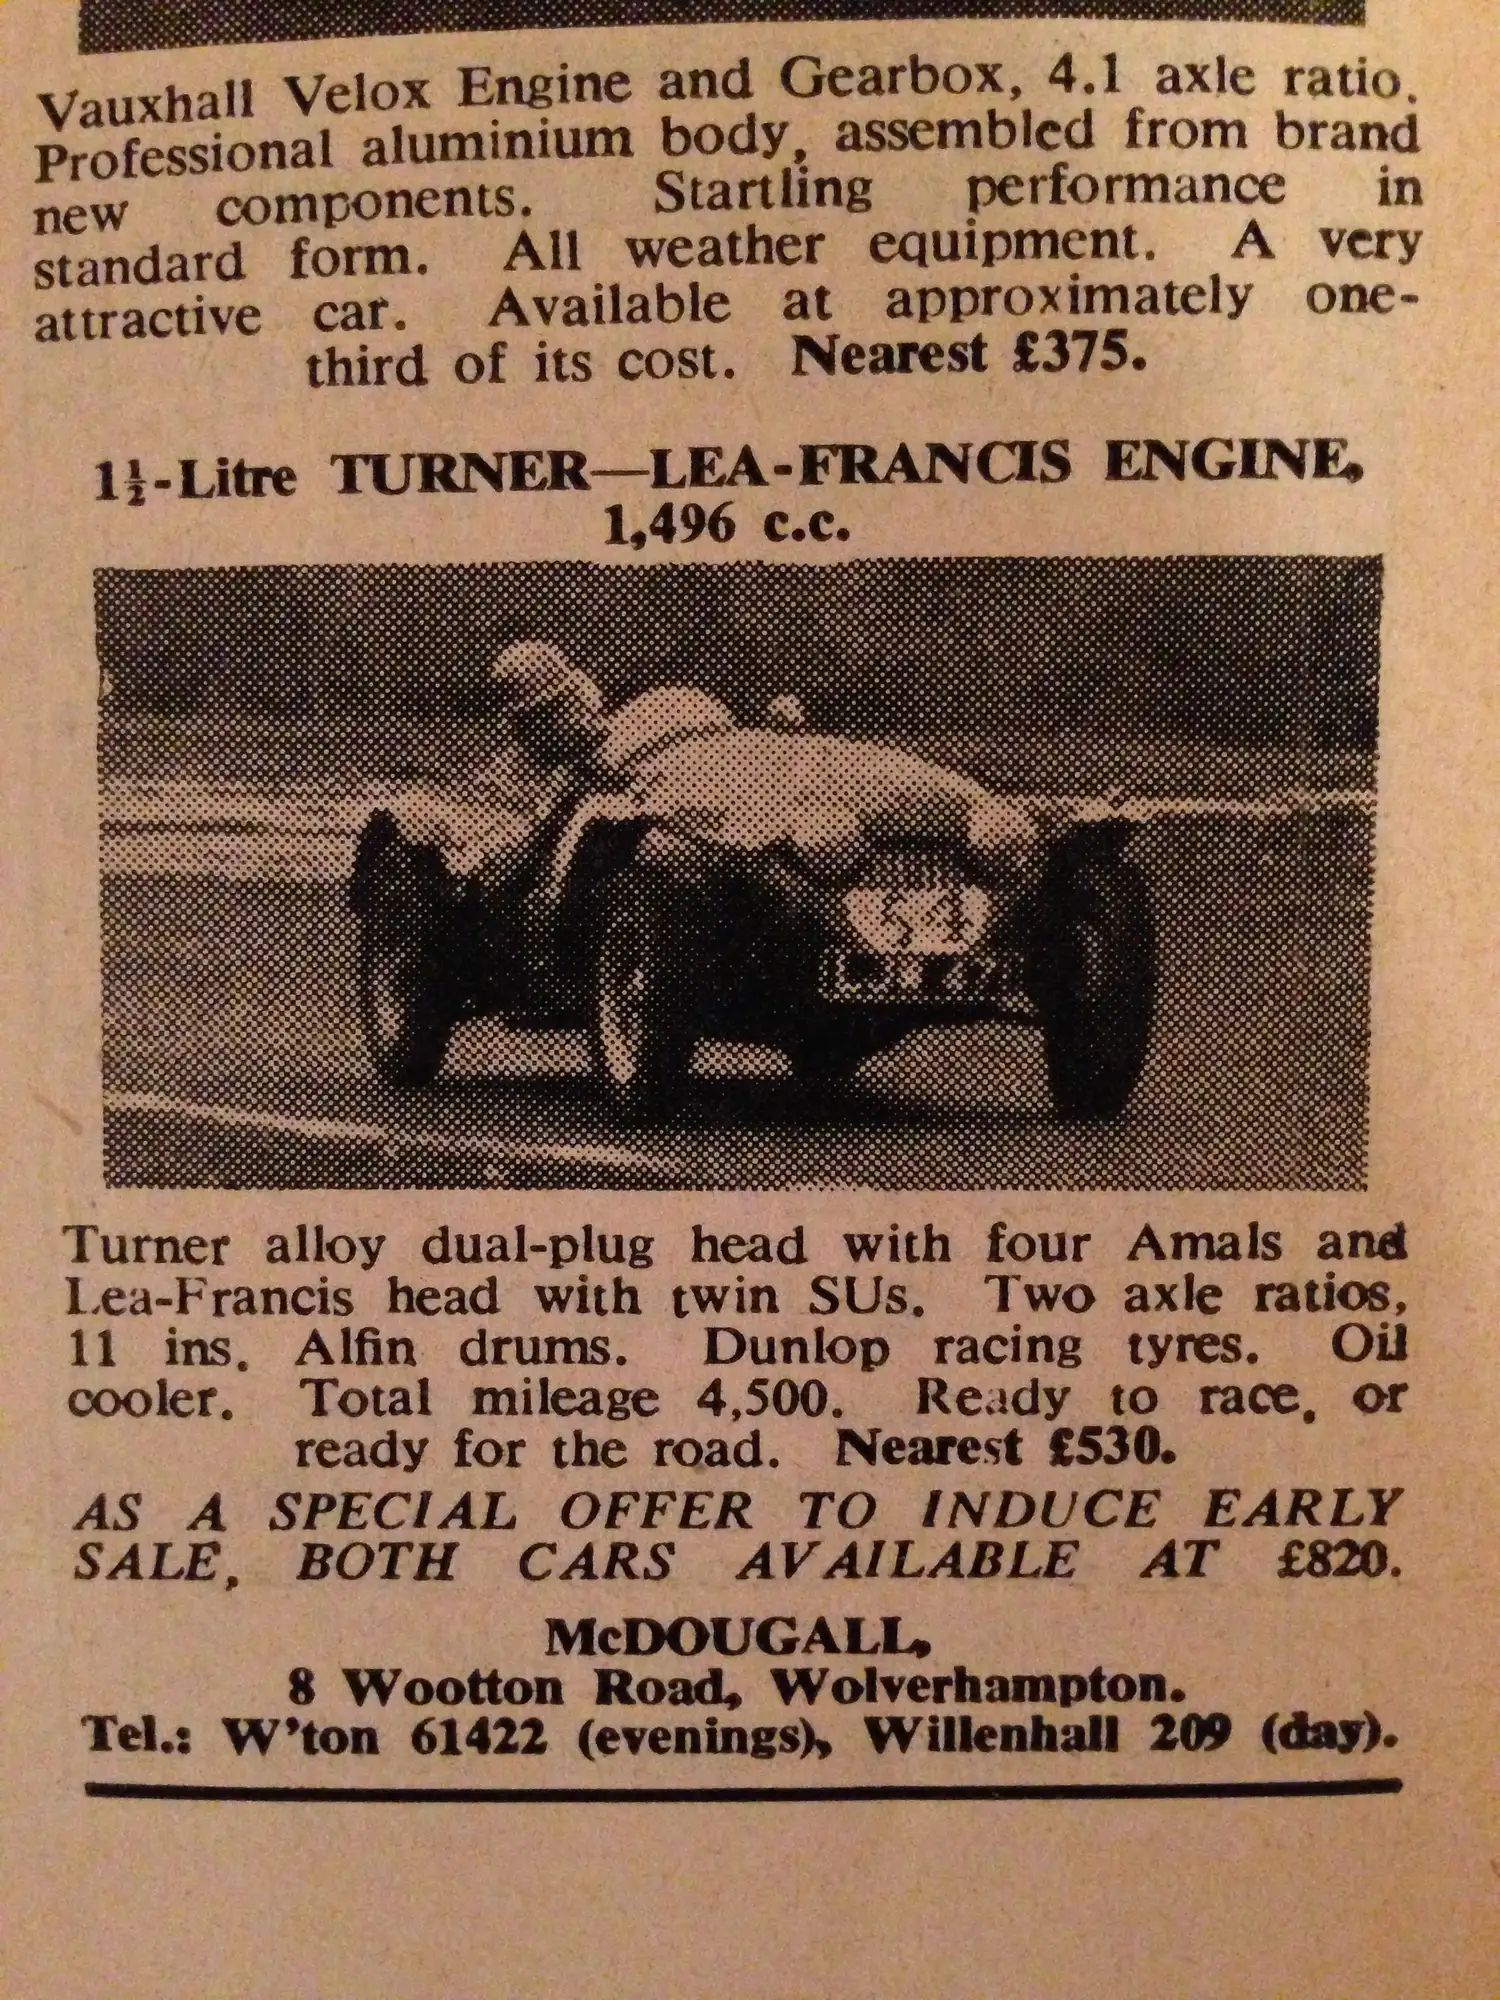 Vauxhall Velox Engine and Gearbox, 4.1 axle ratio.
Professional aluminium body, assembled from brand
new components. Startling performance in
standard form. All weather equipment. A very
attractive car. Available at approximately one-
third of its cost. Nearest £375.
1½-Litre TURNER—LEA-FRANCIS ENGINE,
1,496 c.c.
Turner alloy dual-plug head with four Amals and
Lea-Francis head with twin SUs. Two axle ratios,
11 ins. Alfin drums. Dunlop racing tyres. Oil
cooler. Total mileage 4,500. Ready to race, or
ready for the road. Nearest £530.
AS A SPECIAL OFFER TO INDUCE EARLY
SALE, BOTH CARS AVAILABLE AT £820.
McDOUGALL,
8 Wootton Road, Wolverhampton.
Tel.: W'ton 61422 (evenings), Willenhall 209 (day).